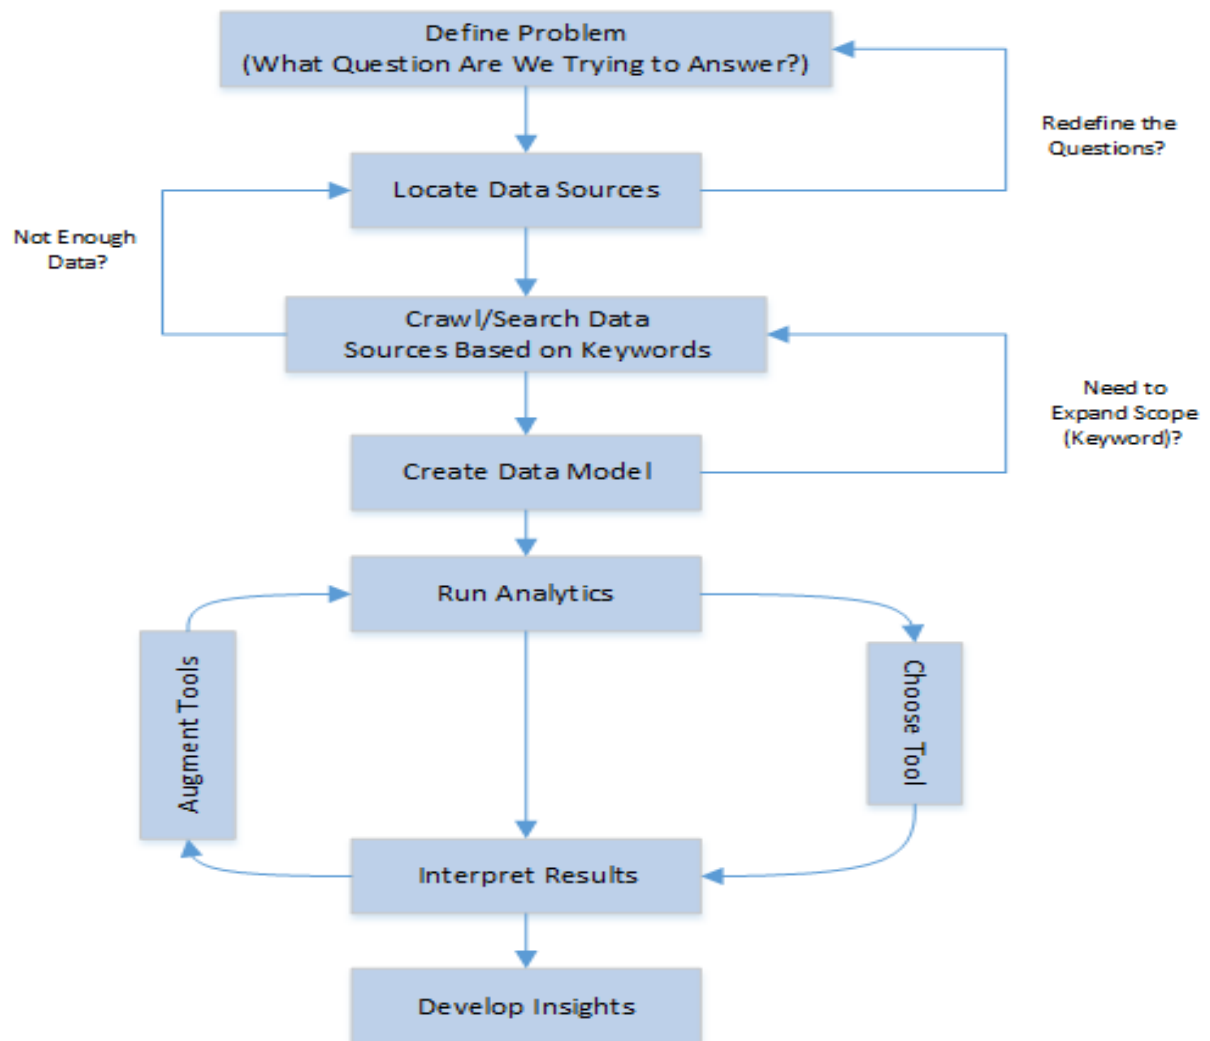 Define Problem
(What Question Are We Trying to Answer?)
Redefine the
Questions?
Locate Data Sources
Not Enough
Data?
Crawl/Search Data
Sources Based on Keywords
Need to
Expand Scope
(Keyword)?
Create Data Model
Run Analytics
Augment Tools
Choose Tool
Interpret Results
Develop Insights